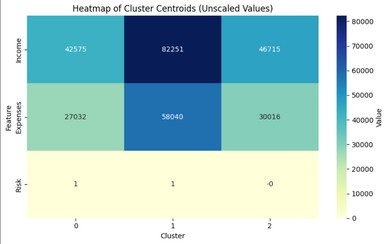 Heatmap of Cluster Centroids (Unscaled Values)
Income
42575 82251 46715
Feature
Expenses
27032 58040 30016
Risk
1 1 -0
0 1 2
Cluster
80000
70000
60000
50000
40000
30000
20000
10000
0
Value